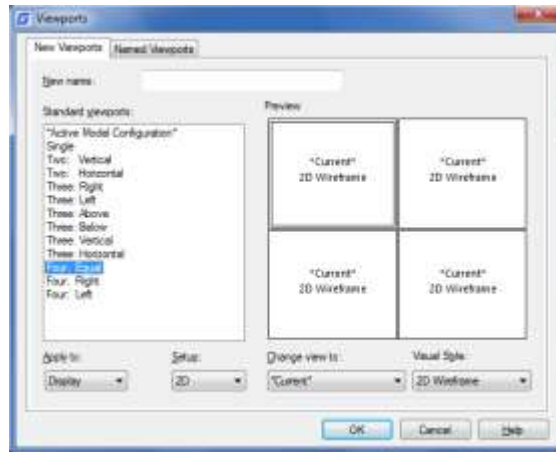 Viewports
New Viewports
Named Viewports
New name:
Standard viewports:
Preview
*Active Model Configuration*
Single
Two: Vertical
Two: Horizontal
Three: Right
Three: Left
Three: Above
Three: Below
Three: Vertical
Three: Horizontal
Four: Equal
Four: Right
Four: Left
*Current*
2D Wireframe
*Current*
2D Wireframe
*Current*
2D Wireframe
*Current*
2D Wireframe
Apply to:
Setup:
Change view to:
Visual Style:
Display
2D
*Current*
2D Wireframe
OK
Cancel
Help